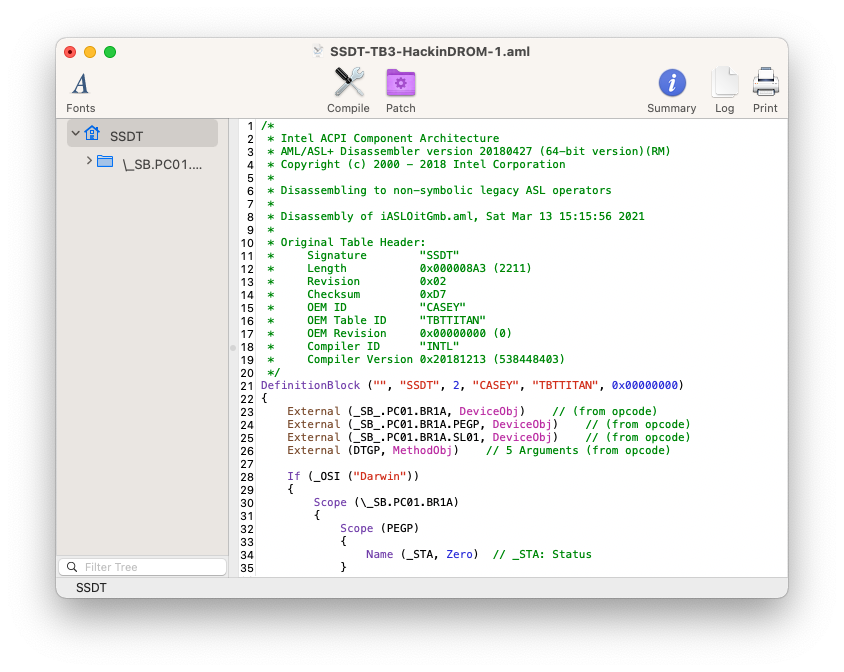 SSDT-TB3-HackinDROM-1.aml
Fonts
Compile
Patch
Summary
Log
Print
SSDT
\_SB.PC01....
1 /*
2  * Intel ACPI Component Architecture
3  * AML/ASL+ Disassembler version 20180427 (64-bit version)(RM)
4  * Copyright (c) 2000 - 2018 Intel Corporation
5  *
6  * Disassembling to non-symbolic legacy ASL operators
7  *
8  * Disassembly of iASLOitGmb.aml, Sat Mar 13 15:15:56 2021
9  *
10  * Original Table Header:
11  *     Signature        "SSDT"
12  *     Length           0x000008A3 (2211)
13  *     Revision         0x02
14  *     Checksum         0xD7
15  *     OEM ID           "CASEY"
16  *     OEM Table ID     "TBTTITAN"
17  *     OEM Revision     0x00000000 (0)
18  *     Compiler ID      "INTL"
19  *     Compiler Version 0x20181213 (538448403)
20  */
21 DefinitionBlock ("", "SSDT", 2, "CASEY", "TBTTITAN", 0x00000000)
22 {
23     External (_SB_.PC01.BR1A, DeviceObj)    // (from opcode)
24     External (_SB_.PC01.BR1A.PEGP, DeviceObj)    // (from opcode)
25     External (_SB_.PC01.BR1A.SL01, DeviceObj)    // (from opcode)
26     External (DTGP, MethodObj)    // 5 Arguments (from opcode)
27
28     If (_OSI ("Darwin"))
29     {
30         Scope (\_SB.PC01.BR1A)
31         {
32             Scope (PEGP)
33             {
34                 Name (_STA, Zero)  // _STA: Status
35             }
Filter Tree
SSDT